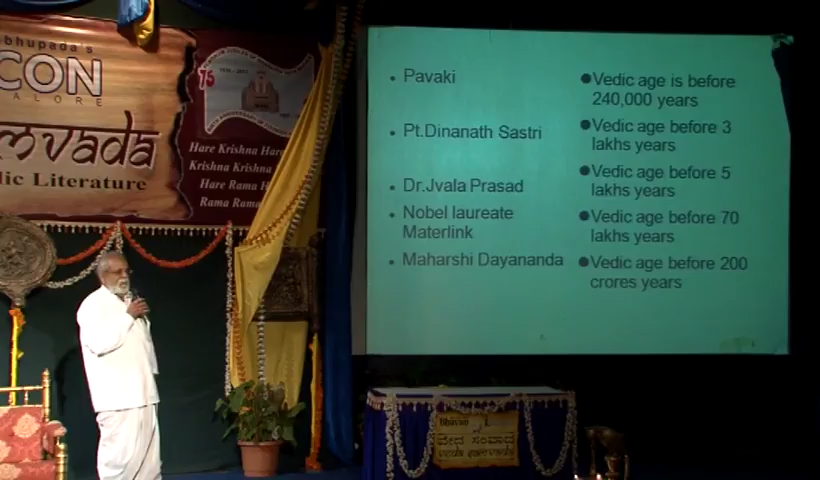 bhupada's
CON
ALORE
mvada
dic Literature
75
Hare Krishna Hare
Krishna Krishna
Hare Rama H
Rama Rama
• Pavaki
●Vedic age is before
240,000 years
• Pt.Dinanath Sastri
●Vedic age before 3
lakhs years
• Dr.Jvala Prasad
●Vedic age before 5
lakhs years
• Nobel laureate
Materlink
●Vedic age before 70
lakhs years
• Maharshi Dayananda
●Vedic age before 200
crores years
ವೇದ ಸಂವಾದ
veda samvada